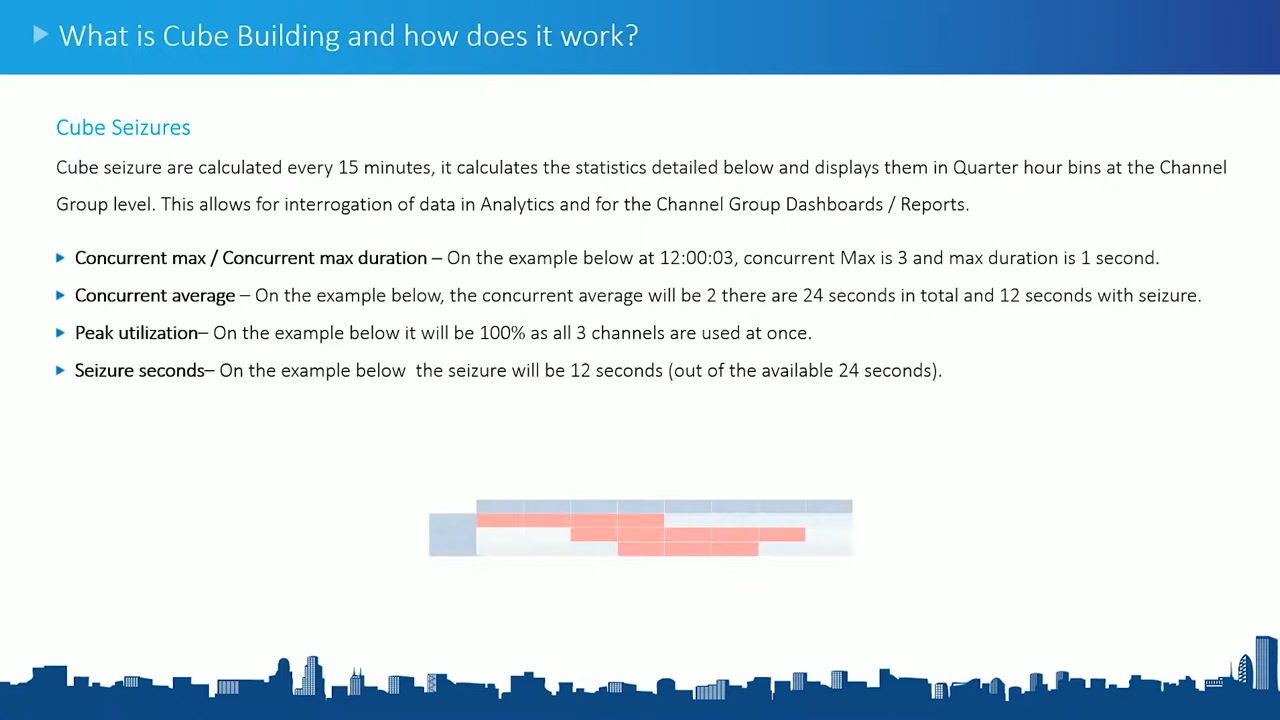 What is Cube Building and how does it work?
Cube Seizures
Cube seizure are calculated every 15 minutes, it calculates the statistics detailed below and displays them in Quarter hour bins at the Channel
Group level. This allows for interrogation of data in Analytics and for the Channel Group Dashboards / Reports.
Concurrent max / Concurrent max duration – On the example below at 12:00:03, concurrent Max is 3 and max duration is 1 second.
Concurrent average – On the example below, the concurrent average will be 2 there are 24 seconds in total and 12 seconds with seizure.
Peak utilization– On the example below it will be 100% as all 3 channels are used at once.
Seizure seconds– On the example below the seizure will be 12 seconds (out of the available 24 seconds).